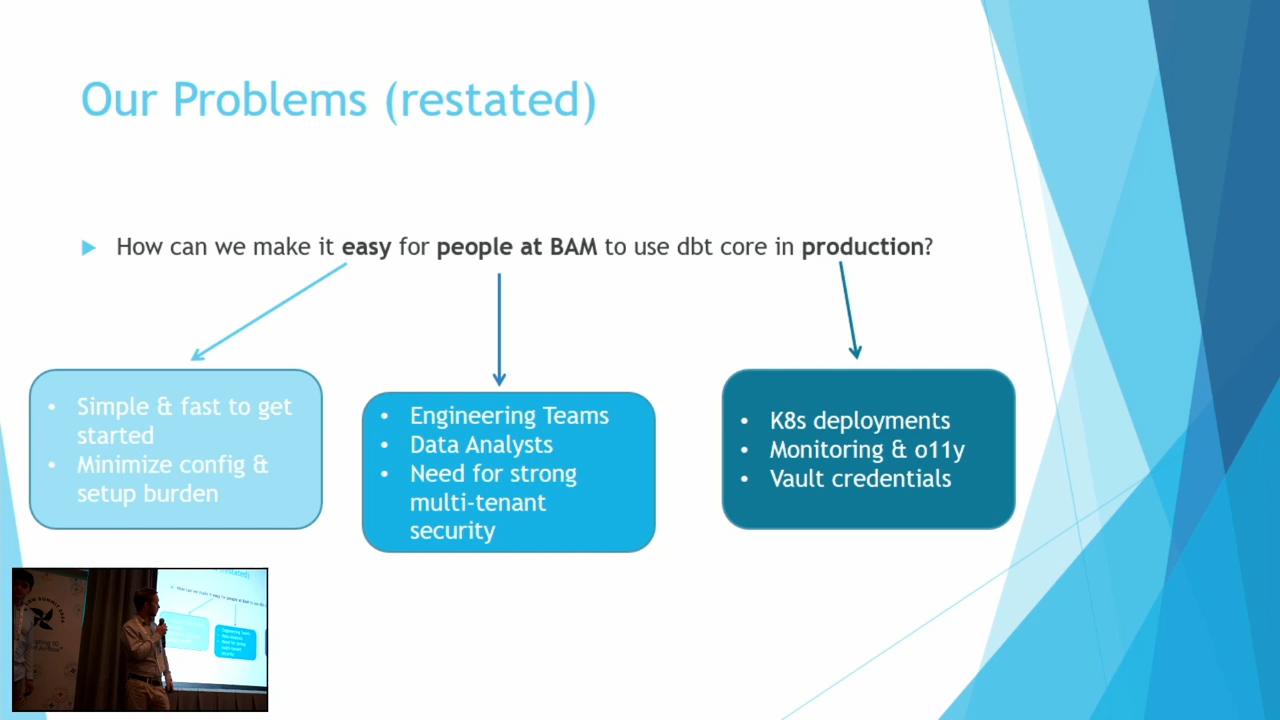 Our Problems (restated)
How can we make it easy for people at BAM to use dbt core in production?
• Simple & fast to get
started
• Minimize config &
setup burden
• Engineering Teams
• Data Analysts
• Need for strong
multi-tenant
security
• K8s deployments
• Monitoring & o11y
• Vault credentials